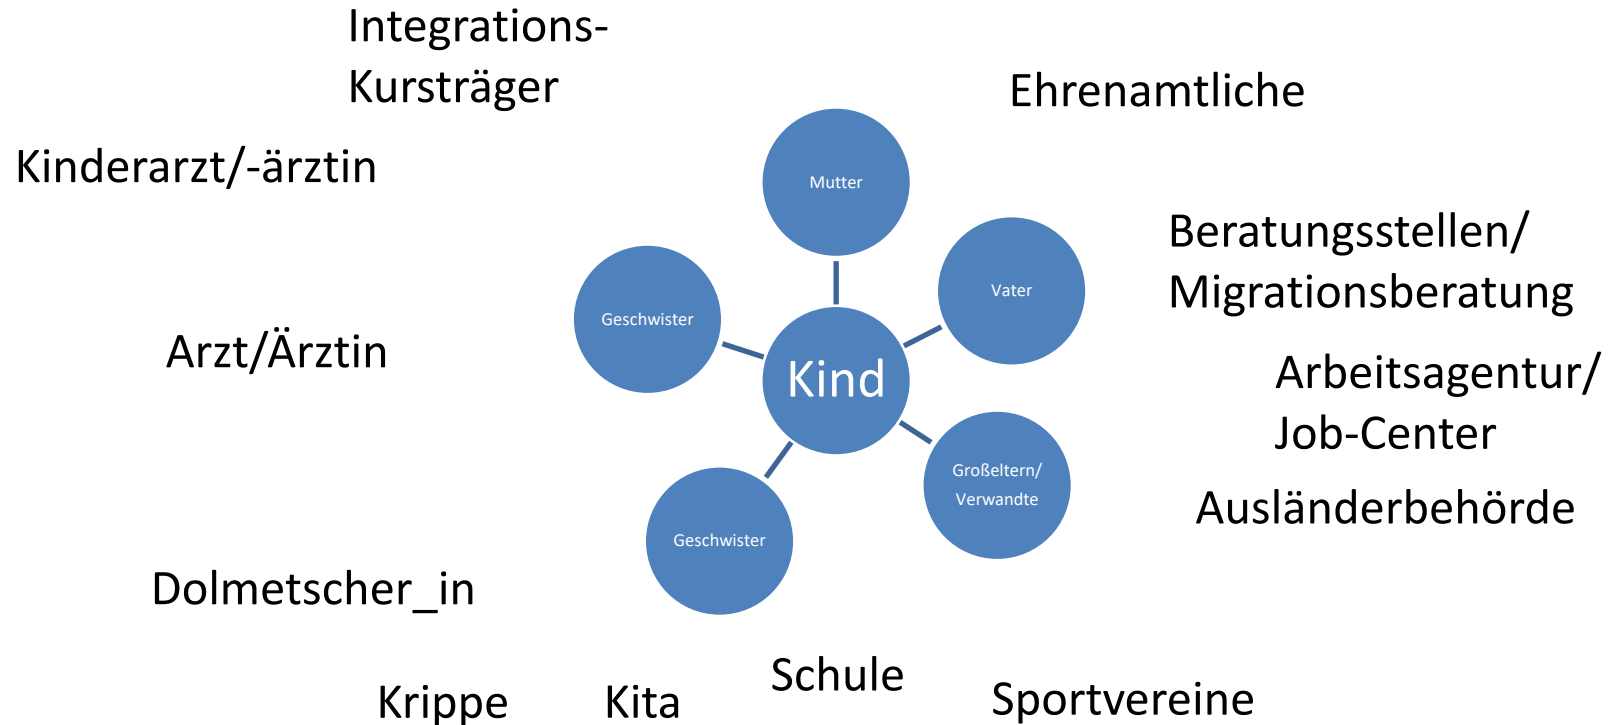 Integrations-
Kursträger
Ehrenamtliche
Kinderarzt/-ärztin
Mutter
Beratungsstellen/
Migrationsberatung
Vater
Geschwister
Arzt/Ärztin
Kind
Arbeitsagentur/
Job-Center
Großeltern/
Verwandte
Ausländerbehörde
Geschwister
Dolmetscher_in
Schule
Krippe
Kita
Sportvereine